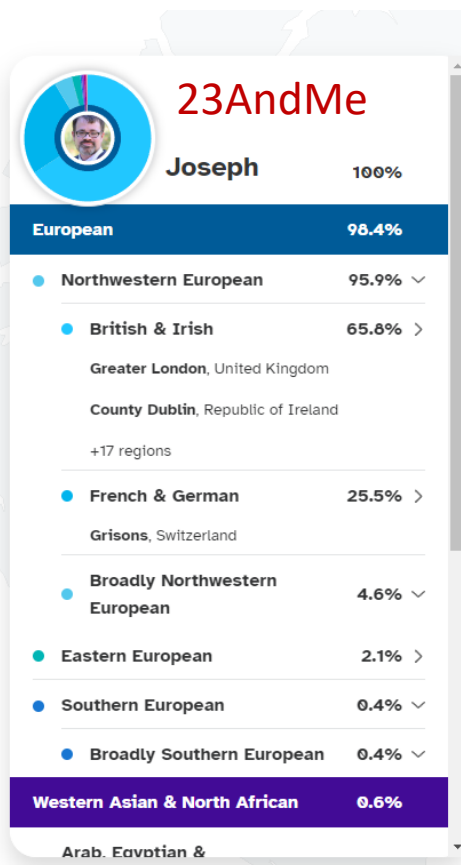 23AndMe
Joseph 100%
European 98.4%
Northwestern European 95.9%
British & Irish 65.8%
Greater London, United Kingdom
County Dublin, Republic of Ireland
+17 regions
French & German 25.5%
Grisons, Switzerland
Broadly Northwestern
European 4.6%
Eastern European 2.1%
Southern European 0.4%
Broadly Southern European 0.4%
Western Asian & North African 0.6%
Arab, Egyptian &